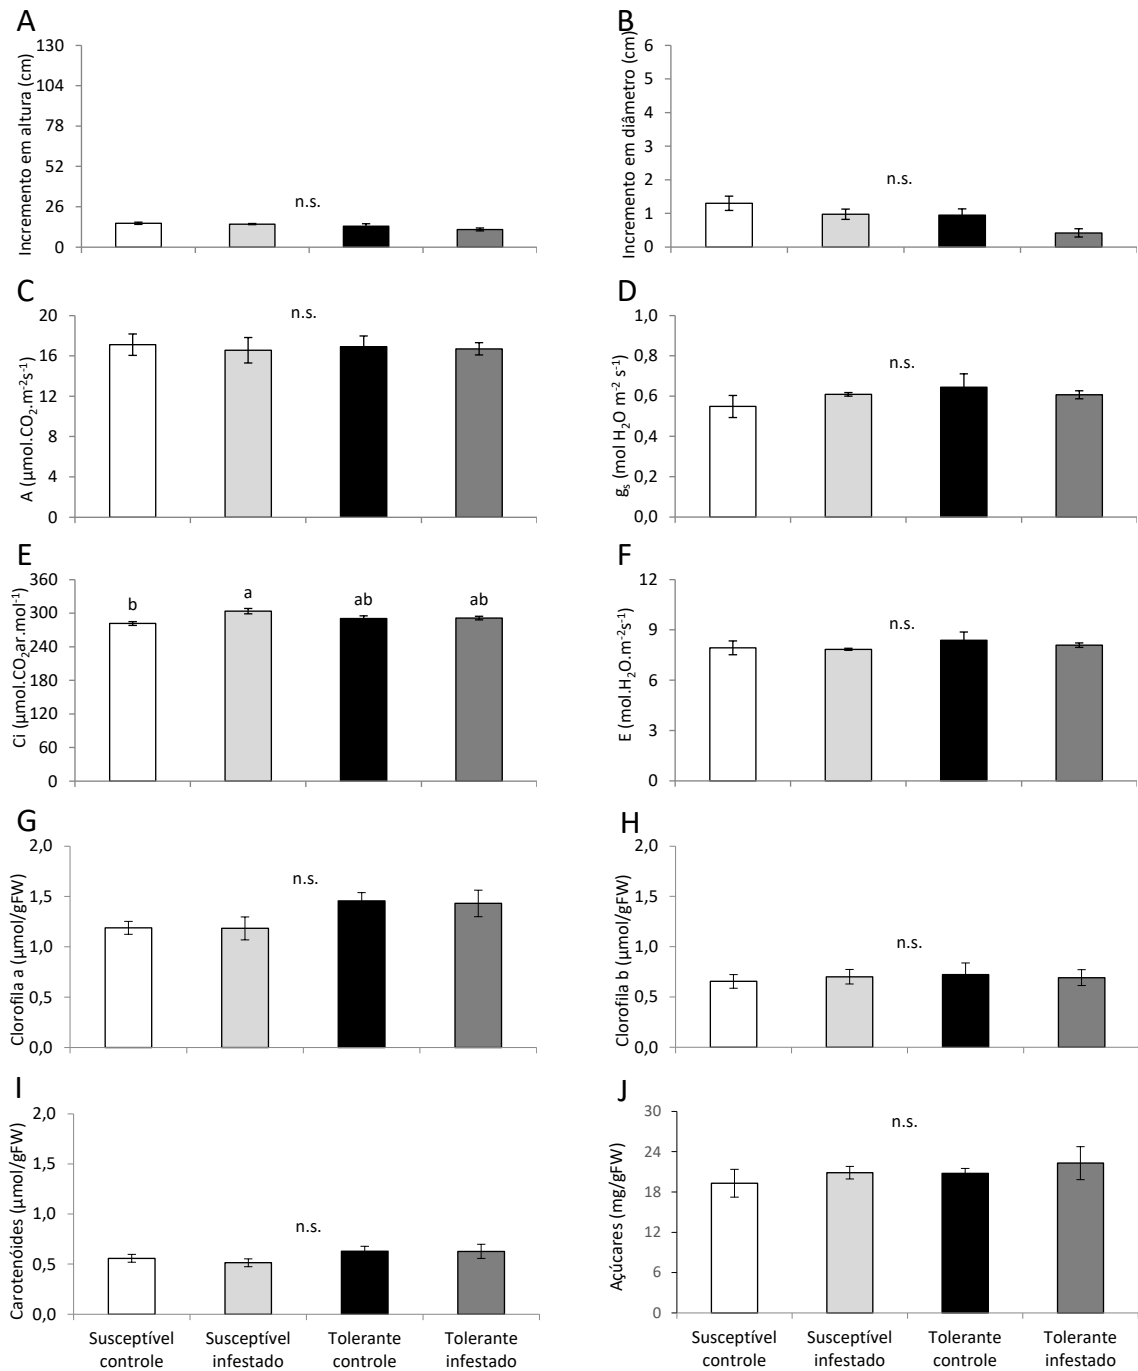 A
Incremento em altura (cm)
130
104
78
52
26
0
n.s.
B
Incremento em diâmetro (cm)
6
5
4
3
2
1
0
n.s.
C
A (µmol.CO₂.m⁻²s⁻¹)
20
16
12
8
4
0
n.s.
D
gₛ (mol H₂O m⁻² s⁻¹)
1,0
0,8
0,6
0,4
0,2
0,0
n.s.
E
Ci (µmol.CO₂ar.mol⁻¹)
360
300
240
180
120
60
0
b a ab ab
F
E (mol.H₂O.m⁻²s⁻¹)
12
9
6
3
0
n.s.
G
Clorofila a (µmol/gFW)
2,0
1,5
1,0
0,5
0,0
n.s.
H
Clorofila b (µmol/gFW)
2,0
1,5
1,0
0,5
0,0
n.s.
I
Carotenóides (µmol/gFW)
2,0
1,5
1,0
0,5
0,0
n.s.
Susceptível controle
Susceptível infestado
Tolerante controle
Tolerante infestado
J
Açúcares (mg/gFW)
30
24
18
12
6
0
n.s.
Susceptível controle
Susceptível infestado
Tolerante controle
Tolerante infestado